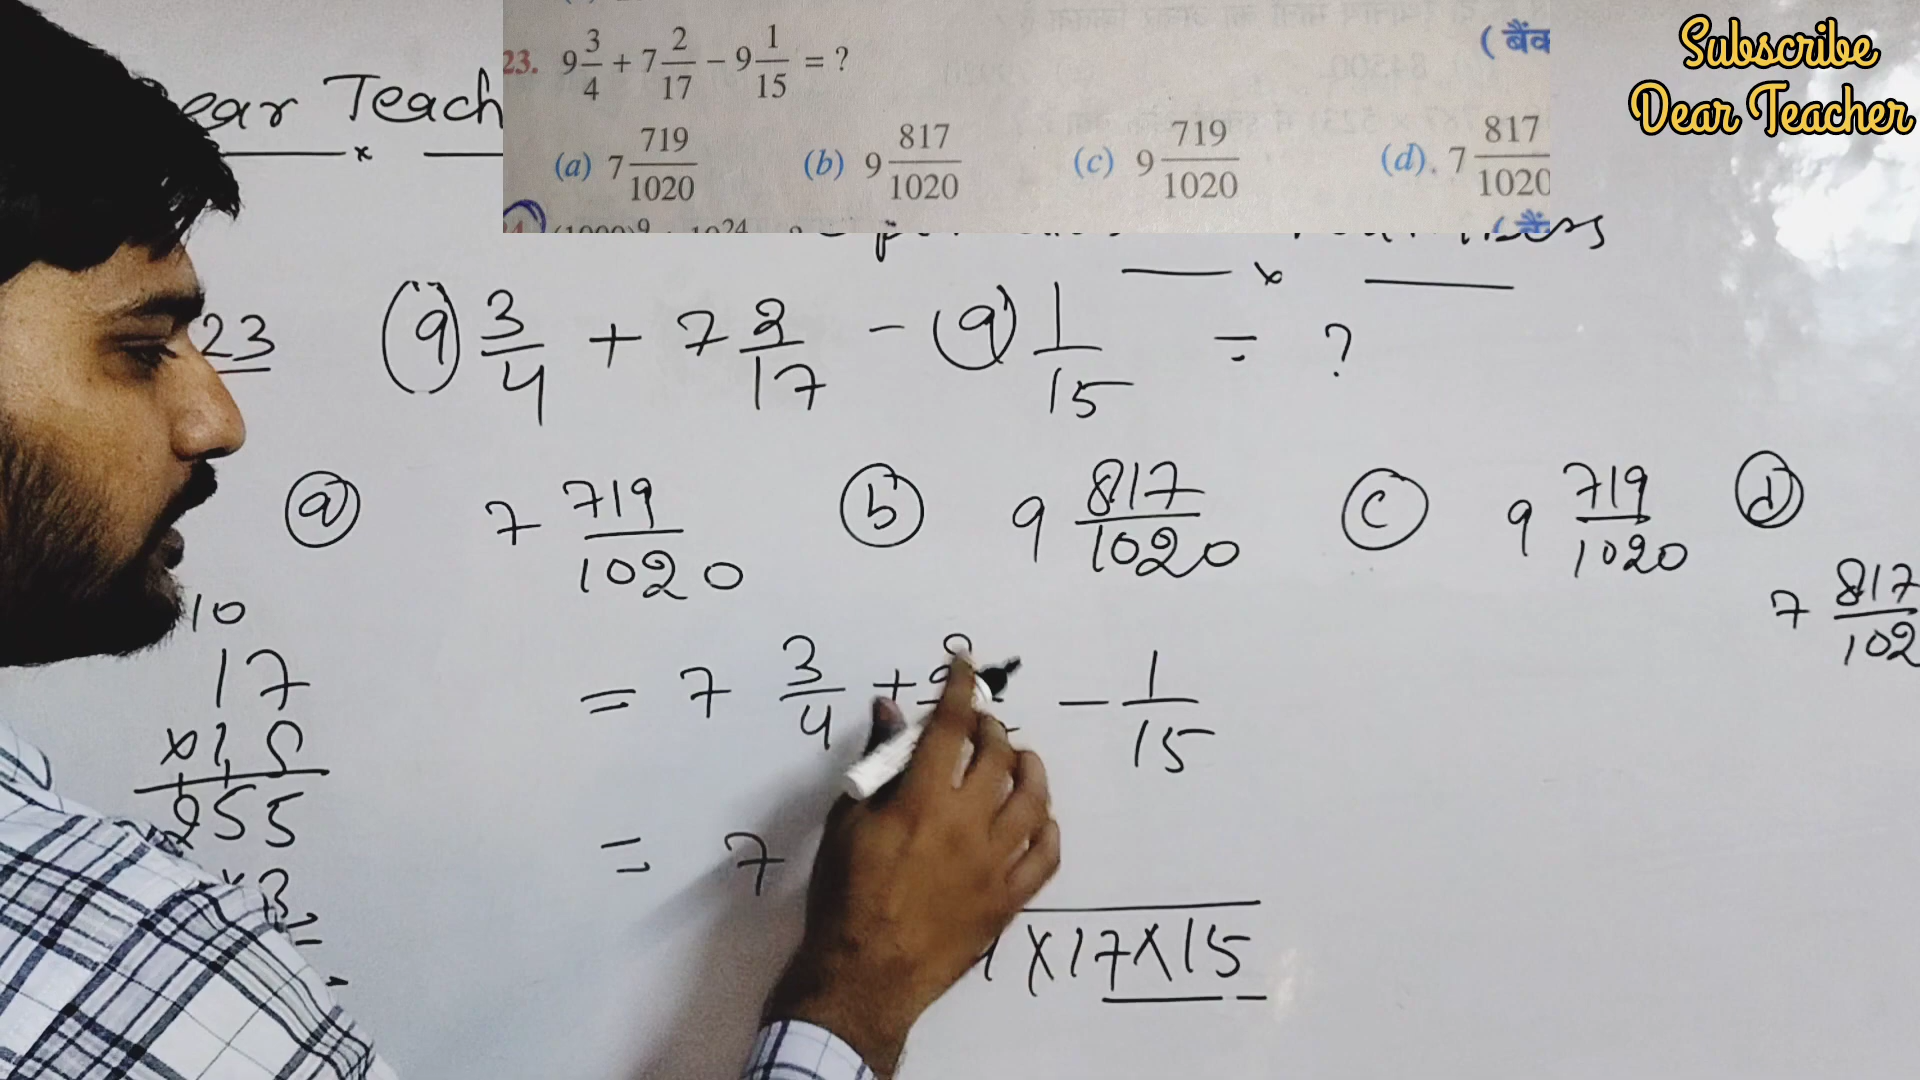 23. 9 3/4 + 7 2/17 - 9 1/15 = ?
(बैंक
(a) 7 719/1020 (b) 9 817/1020 (c) 9 719/1020 (d). 7 817/1020
Subscribe
Dear Teacher
ear Teach
x
x
23 (9) 3/4 + 7 2/17 - (9) 1/15 = ?
(a) 7 719/1020 (b) 9 817/1020 (c) 9 719/1020 (d) 7 817/102
= 7 3/4 + - 1/15
= 7
x17x15
10
17
x15
255
x3